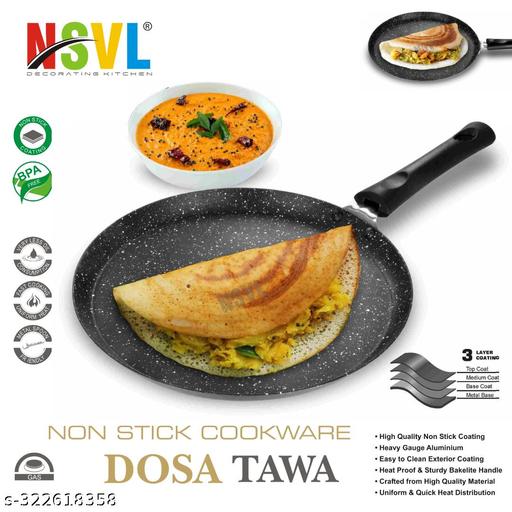 NSVL®
DECORATING KITCHEN
NON STICK
COATING
BPA
FREE
VERY LESS OIL
CONSUMPTION
FAST COOKING
UNIFORM HEAT
METAL SPOON
FRIENDLY
NSVL
3 LAYER
COATING
Top Coat
Medium Coat
Base Coat
Metal Base
NON STICK COOKWARE
DOSA TAWA
GAS
• High Quality Non Stick Coating
• Heavy Gauge Aluminium
• Easy to Clean Exterior Coating
• Heat Proof & Sturdy Bakelite Handle
• Crafted from High Quality Material
• Uniform & Quick Heat Distribution
s-322618358